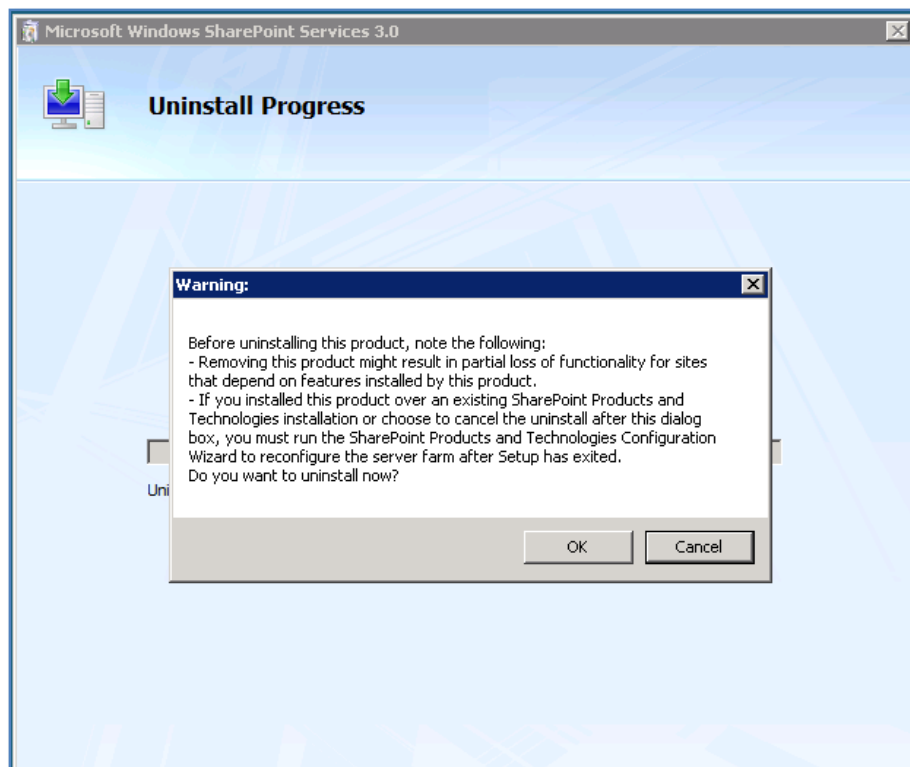 Microsoft Windows SharePoint Services 3.0
Uninstall Progress
Warning:
Before uninstalling this product, note the following:
- Removing this product might result in partial loss of functionality for sites
that depend on features installed by this product.
- If you installed this product over an existing SharePoint Products and
Technologies installation or choose to cancel the uninstall after this dialog
box, you must run the SharePoint Products and Technologies Configuration
Wizard to reconfigure the server farm after Setup has exited.
Do you want to uninstall now?
Uni
OK
Cancel